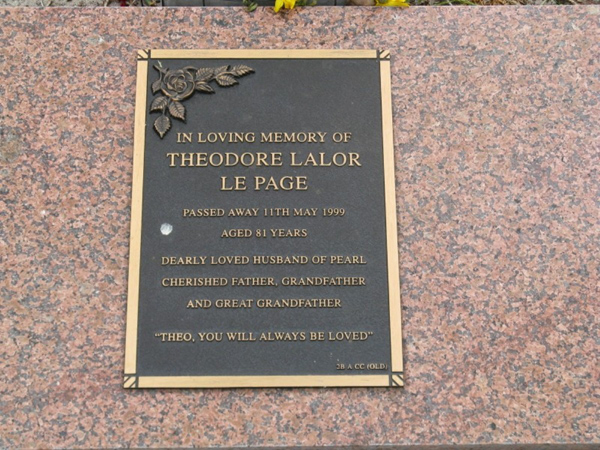 IN LOVING MEMORY OF
THEODORE LALOR
LE PAGE
PASSED AWAY 11TH MAY 1999
AGED 81 YEARS
DEARLY LOVED HUSBAND OF PEARL
CHERISHED FATHER, GRANDFATHER
AND GREAT GRANDFATHER
"THEO, YOU WILL ALWAYS BE LOVED"
2B A CC (OLD)